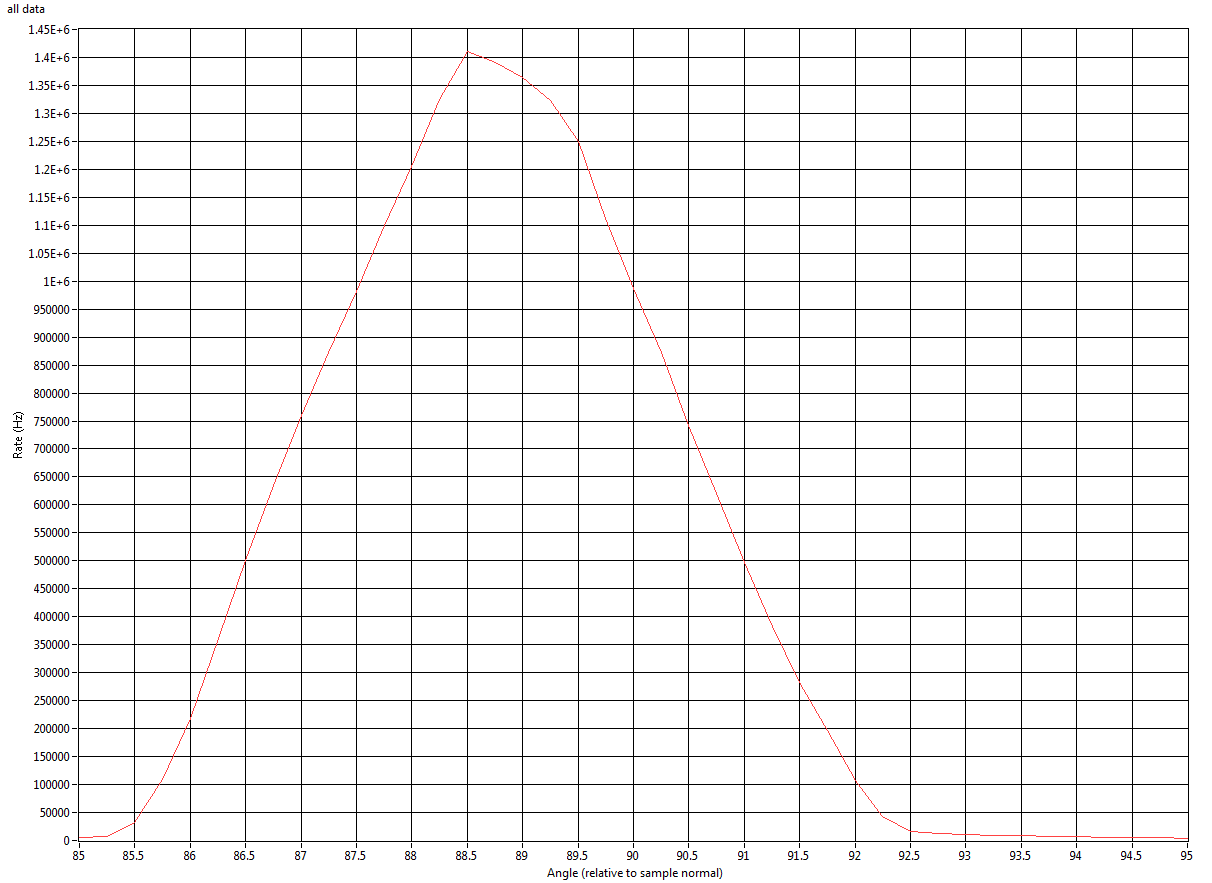 all data
1.45E+6
1.4E+6
1.35E+6
1.3E+6
1.25E+6
1.2E+6
1.15E+6
1.1E+6
1.05E+6
1E+6
950000
900000
850000
800000
750000
700000
650000
600000
550000
500000
450000
400000
350000
300000
250000
200000
150000
100000
50000
0
Rate (Hz)
85 85.5 86 86.5 87 87.5 88 88.5 89 89.5 90 90.5 91 91.5 92 92.5 93 93.5 94 94.5 95
Angle (relative to sample normal)